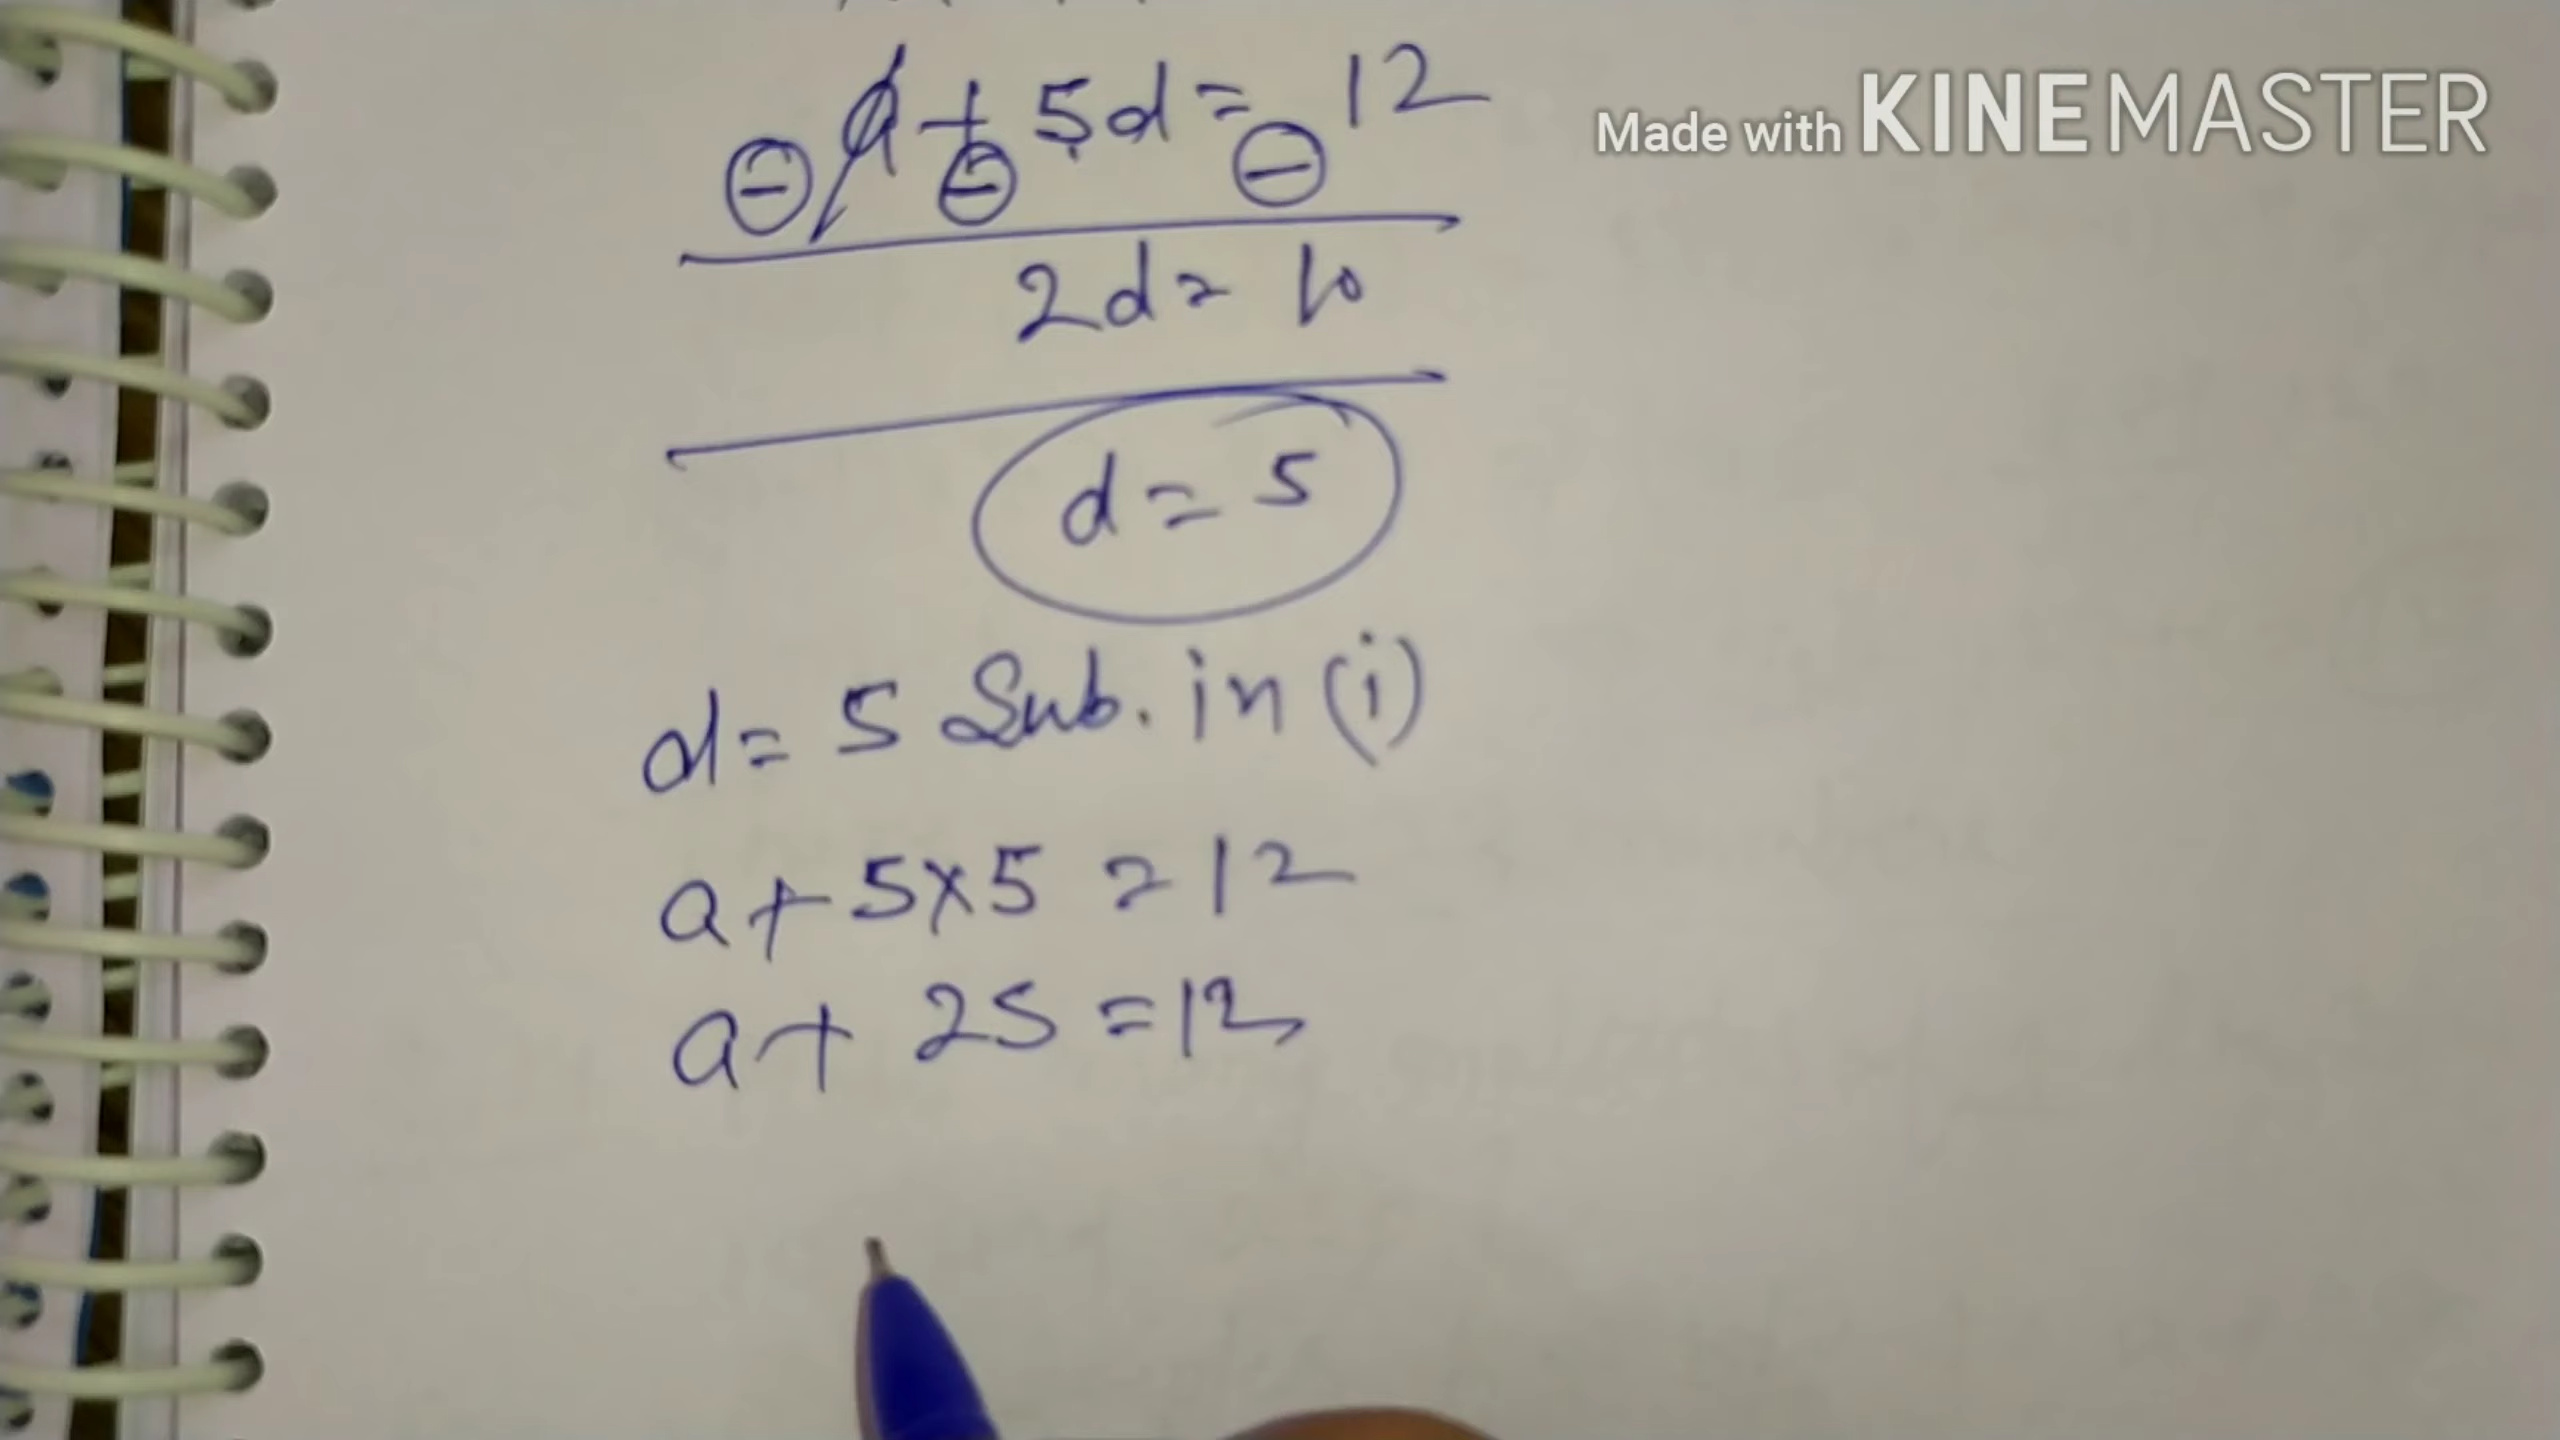 a + 5d = 12
Made with KINEMASTER
⊖ ⊖ ⊖
2d = 10
d = 5
d = 5 Sub. in (i)
a + 5×5 = 12
a + 25 = 12